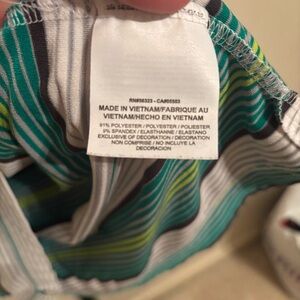 RN#56323 - CA#05553
MADE IN VIETNAM/FABRIQUE AU
VIETNAM/HECHO EN VIETNAM
91% POLYESTER / POLYESTER / POLIESTER
9% SPANDEX / ELASTHANNE / ELASTANO
EXCLUSIVE OF DECORATION / DECORATION
NON COMPRISE / NO INCLUYE LA
DECORACION